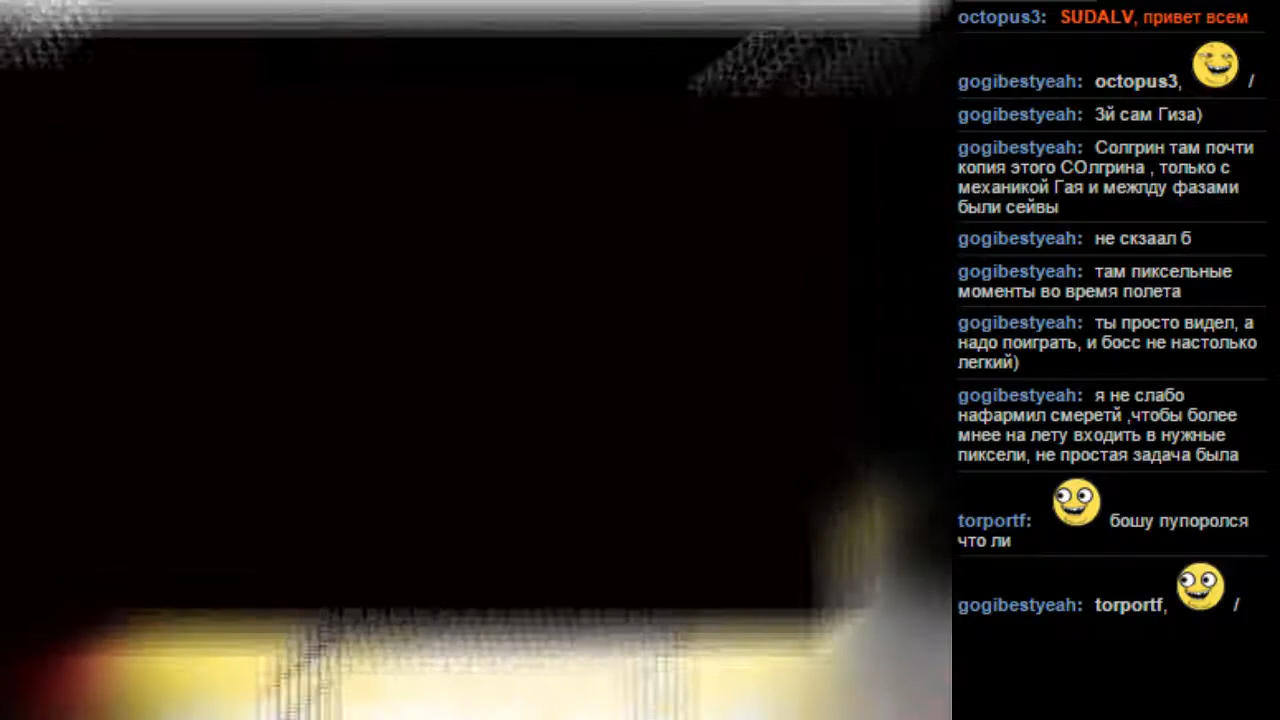 octopus3: SUDALV, привет всем
gogibestyeah: octopus3, /
gogibestyeah: 3й сам Гиза)
gogibestyeah: Солгрин там почти
копия этого СОлгрина , только с
механикой Гая и межпду фазами
были сейвы
gogibestyeah: не скзаал б
gogibestyeah: там пиксельные
моменты во время полета
gogibestyeah: ты просто видел, а
надо поиграть, и босс не настолько
легкий)
gogibestyeah: я не слабо
нафармил смеретй ,чтобы более
мнее на лету входить в нужные
пиксели, не простая задача была
torportf: бошу пупоролся
что ли
gogibestyeah: torportf, /